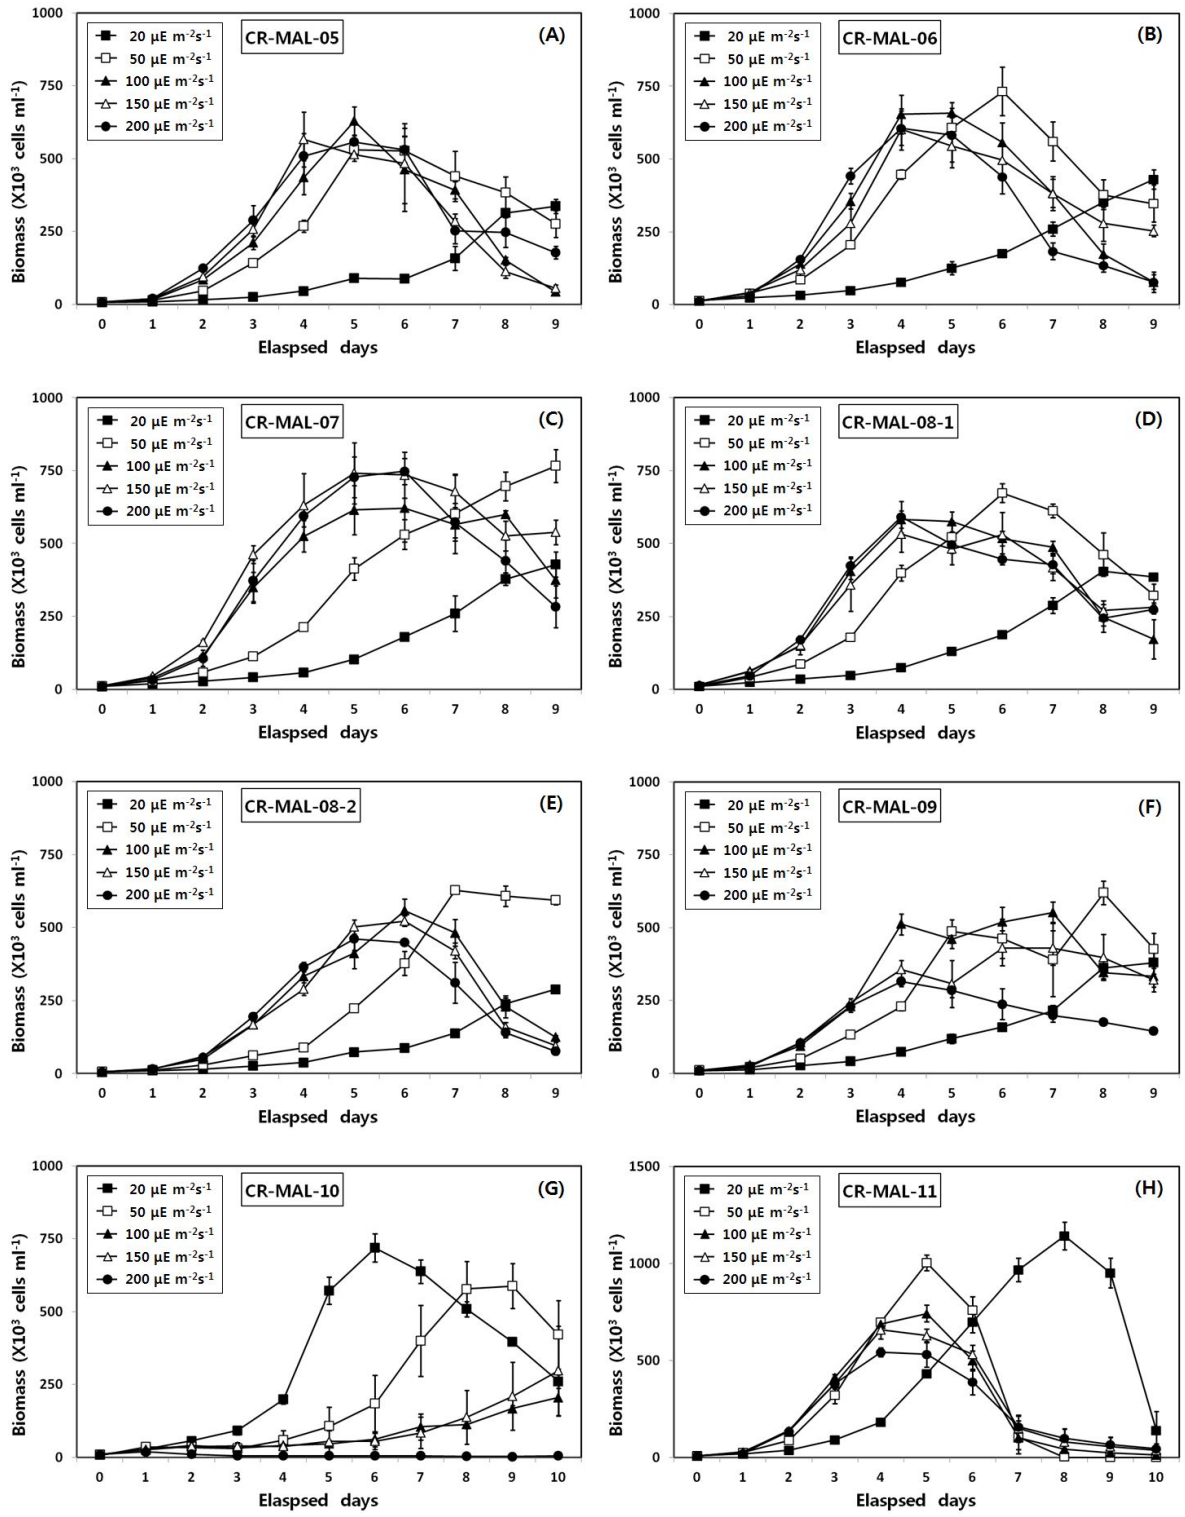 1000
750
500
250
0
Biomass (X10³ cells ml⁻¹)
20 μE m⁻²s⁻¹
50 μE m⁻²s⁻¹
100 μE m⁻²s⁻¹
150 μE m⁻²s⁻¹
200 μE m⁻²s⁻¹
CR-MAL-05
(A)
0 1 2 3 4 5 6 7 8 9
Elaspsed days
1000
750
500
250
0
Biomass (X10³ cells ml⁻¹)
20 μE m⁻²s⁻¹
50 μE m⁻²s⁻¹
100 μE m⁻²s⁻¹
150 μE m⁻²s⁻¹
200 μE m⁻²s⁻¹
CR-MAL-06
(B)
0 1 2 3 4 5 6 7 8 9
Elaspsed days
1000
750
500
250
0
Biomass (X10³ cells ml⁻¹)
20 μE m⁻²s⁻¹
50 μE m⁻²s⁻¹
100 μE m⁻²s⁻¹
150 μE m⁻²s⁻¹
200 μE m⁻²s⁻¹
CR-MAL-07
(C)
0 1 2 3 4 5 6 7 8 9
Elaspsed days
1000
750
500
250
0
Biomass (X10³ cells ml⁻¹)
20 μE m⁻²s⁻¹
50 μE m⁻²s⁻¹
100 μE m⁻²s⁻¹
150 μE m⁻²s⁻¹
200 μE m⁻²s⁻¹
CR-MAL-08-1
(D)
0 1 2 3 4 5 6 7 8 9
Elaspsed days
1000
750
500
250
0
Biomass (X10³ cells ml⁻¹)
20 μE m⁻²s⁻¹
50 μE m⁻²s⁻¹
100 μE m⁻²s⁻¹
150 μE m⁻²s⁻¹
200 μE m⁻²s⁻¹
CR-MAL-08-2
(E)
0 1 2 3 4 5 6 7 8 9
Elaspsed days
1000
750
500
250
0
Biomass (X10³ cells ml⁻¹)
20 μE m⁻²s⁻¹
50 μE m⁻²s⁻¹
100 μE m⁻²s⁻¹
150 μE m⁻²s⁻¹
200 μE m⁻²s⁻¹
CR-MAL-09
(F)
0 1 2 3 4 5 6 7 8 9
Elaspsed days
1000
750
500
250
0
Biomass (X10³ cells ml⁻¹)
20 μE m⁻²s⁻¹
50 μE m⁻²s⁻¹
100 μE m⁻²s⁻¹
150 μE m⁻²s⁻¹
200 μE m⁻²s⁻¹
CR-MAL-10
(G)
0 1 2 3 4 5 6 7 8 9 10
Elaspsed days
1500
1000
500
0
Biomass (X10³ cells ml⁻¹)
20 μE m⁻²s⁻¹
50 μE m⁻²s⁻¹
100 μE m⁻²s⁻¹
150 μE m⁻²s⁻¹
200 μE m⁻²s⁻¹
CR-MAL-11
(H)
0 1 2 3 4 5 6 7 8 9 10
Elaspsed days